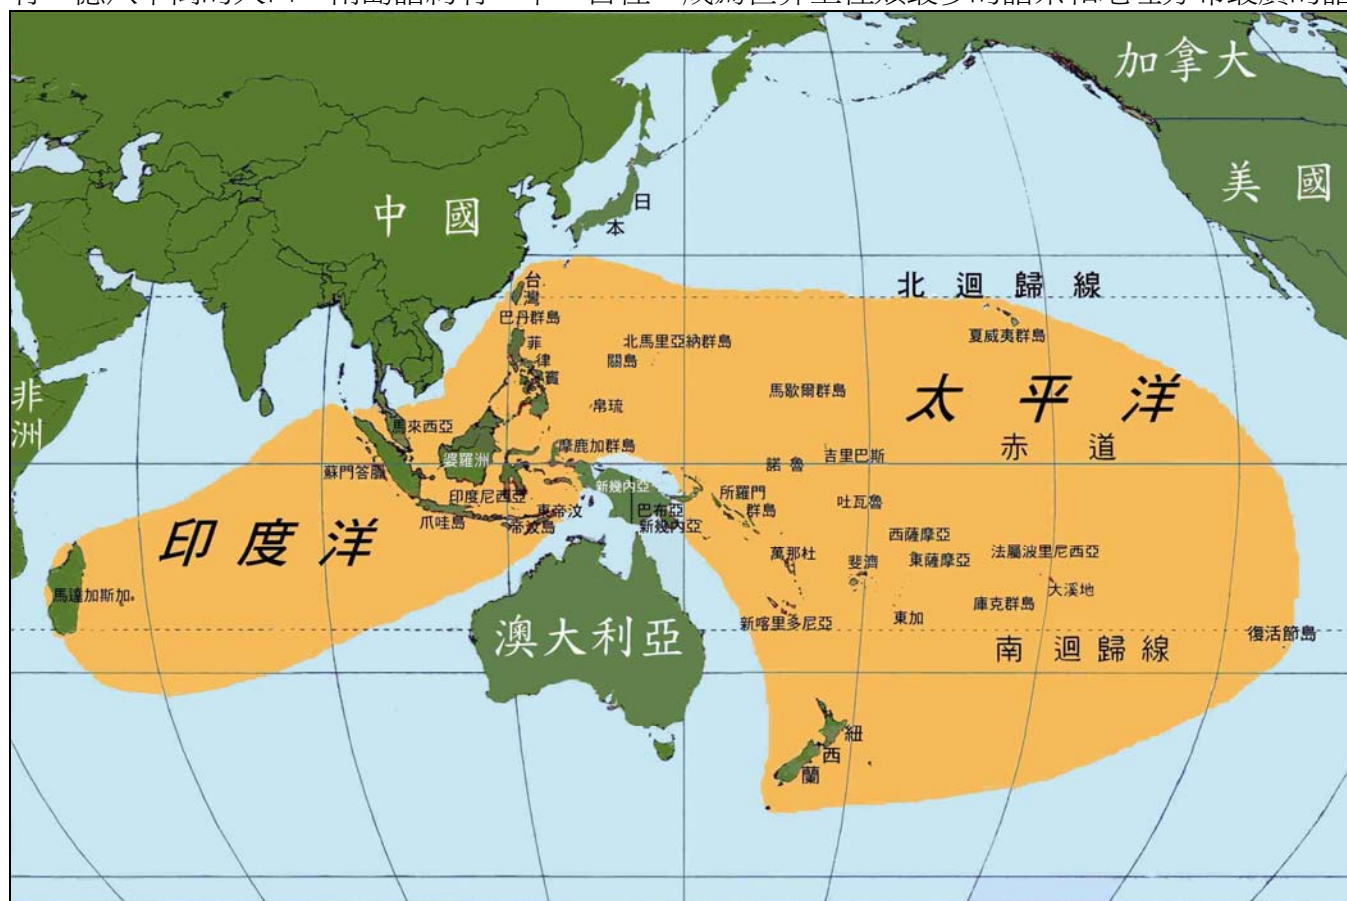 加拿大
美國
中國
日本
北迴歸線
台灣
巴丹群島
菲律賓
北馬里亞納群島
關島
夏威夷群島
太平洋
馬歇爾群島
帛琉
非洲
馬來西亞
摩鹿加群島
赤道
婆羅洲
吉里巴斯
諾魯
蘇門答臘
新幾內亞
印度尼西亞
所羅門
群島
吐瓦魯
東帝汶
巴布亞
新幾內亞
爪哇島
帝汶島
印度洋
西薩摩亞
東薩摩亞
法屬波里尼西亞
萬那杜
斐濟
大溪地
馬達加斯加
庫克群島
東加
新喀里多尼亞
澳大利亞
復活節島
南迴歸線
紐西蘭